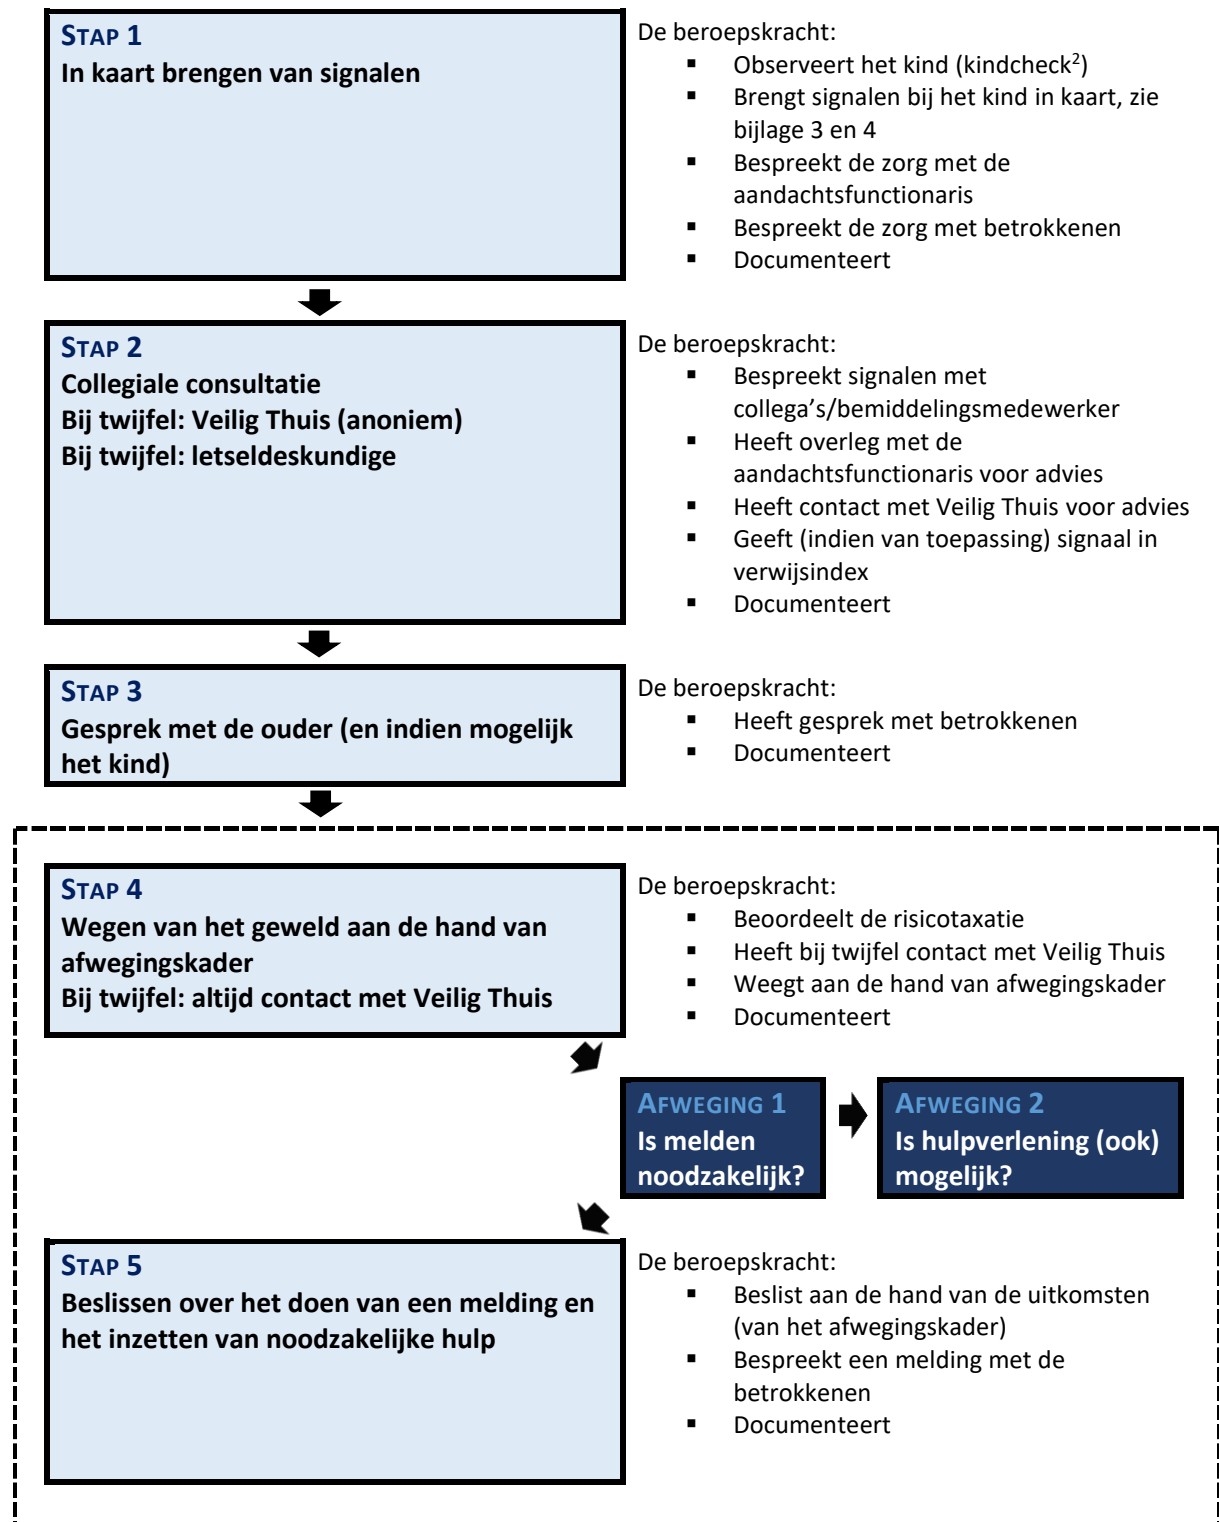 STAP 1
In kaart brengen van signalen
De beroepskracht:
▪ Observeert het kind (kindcheck²)
▪ Brengt signalen bij het kind in kaart, zie
bijlage 3 en 4
▪ Bespreekt de zorg met de
aandachtsfunctionaris
▪ Bespreekt de zorg met betrokkenen
▪ Documenteert
STAP 2
Collegiale consultatie
Bij twijfel: Veilig Thuis (anoniem)
Bij twijfel: letseldeskundige
De beroepskracht:
▪ Bespreekt signalen met
collega’s/bemiddelingsmedewerker
▪ Heeft overleg met de
aandachtsfunctionaris voor advies
▪ Heeft contact met Veilig Thuis voor advies
▪ Geeft (indien van toepassing) signaal in
verwijsindex
▪ Documenteert
STAP 3
Gesprek met de ouder (en indien mogelijk
het kind)
De beroepskracht:
▪ Heeft gesprek met betrokkenen
▪ Documenteert
STAP 4
Wegen van het geweld aan de hand van
afwegingskader
Bij twijfel: altijd contact met Veilig Thuis
De beroepskracht:
▪ Beoordeelt de risicotaxatie
▪ Heeft bij twijfel contact met Veilig Thuis
▪ Weegt aan de hand van afwegingskader
▪ Documenteert
AFWEGING 1
Is melden
noodzakelijk?
AFWEGING 2
Is hulpverlening (ook)
mogelijk?
STAP 5
Beslissen over het doen van een melding en
het inzetten van noodzakelijke hulp
De beroepskracht:
▪ Beslist aan de hand van de uitkomsten
(van het afwegingskader)
▪ Bespreekt een melding met de
betrokkenen
▪ Documenteert